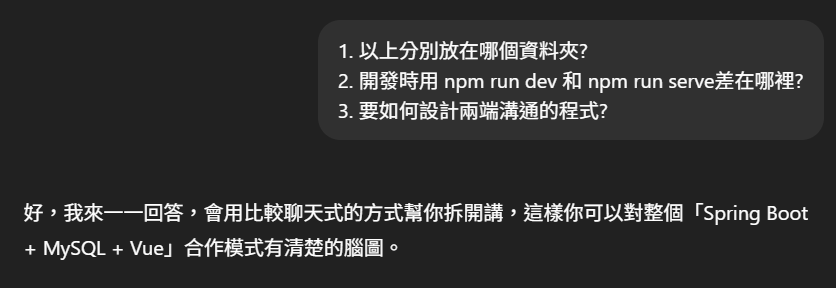 1. 以上分別放在哪個資料夾?
2. 開發時用 npm run dev 和 npm run serve差在哪裡?
3. 要如何設計兩端溝通的程式?
好，我來一一回答，會用比較聊天式的方式幫你拆開講，這樣你可以對整個「Spring Boot
+ MySQL + Vue」合作模式有清楚的腦圖。